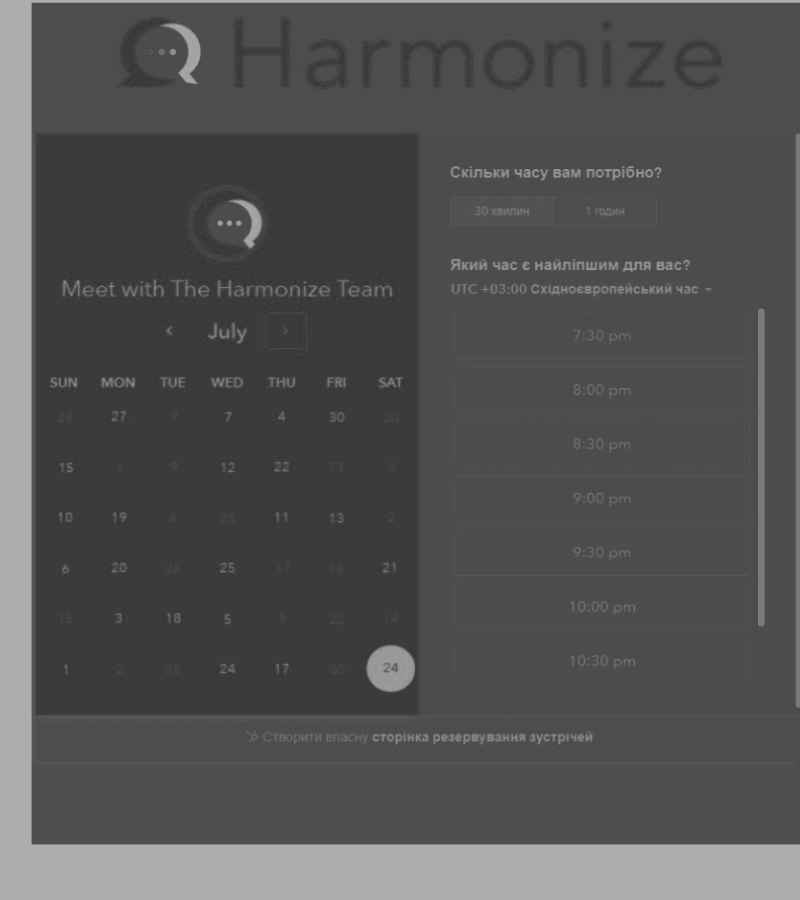 Harmonize
Meet with The Harmonize Team
July
SUN MON TUE WED THU FRI SAT
26 27 9 7 4 30 20
15 1 9 12 22 13 3
10 19 6 28 11 13 2
6 20 25 25 17 18 21
18 3 18 5 9 22 14
1 2 25 24 17 30 24
Скільки часу вам потрібно?
30 хвилин 1 годин
Який час є найліпшим для вас?
UTC +03:00 Східноєвропейський час
7:30 pm
8:00 pm
8:30 pm
9:00 pm
9:30 pm
10:00 pm
10:30 pm
Створити власну сторінка резервування зустрічей